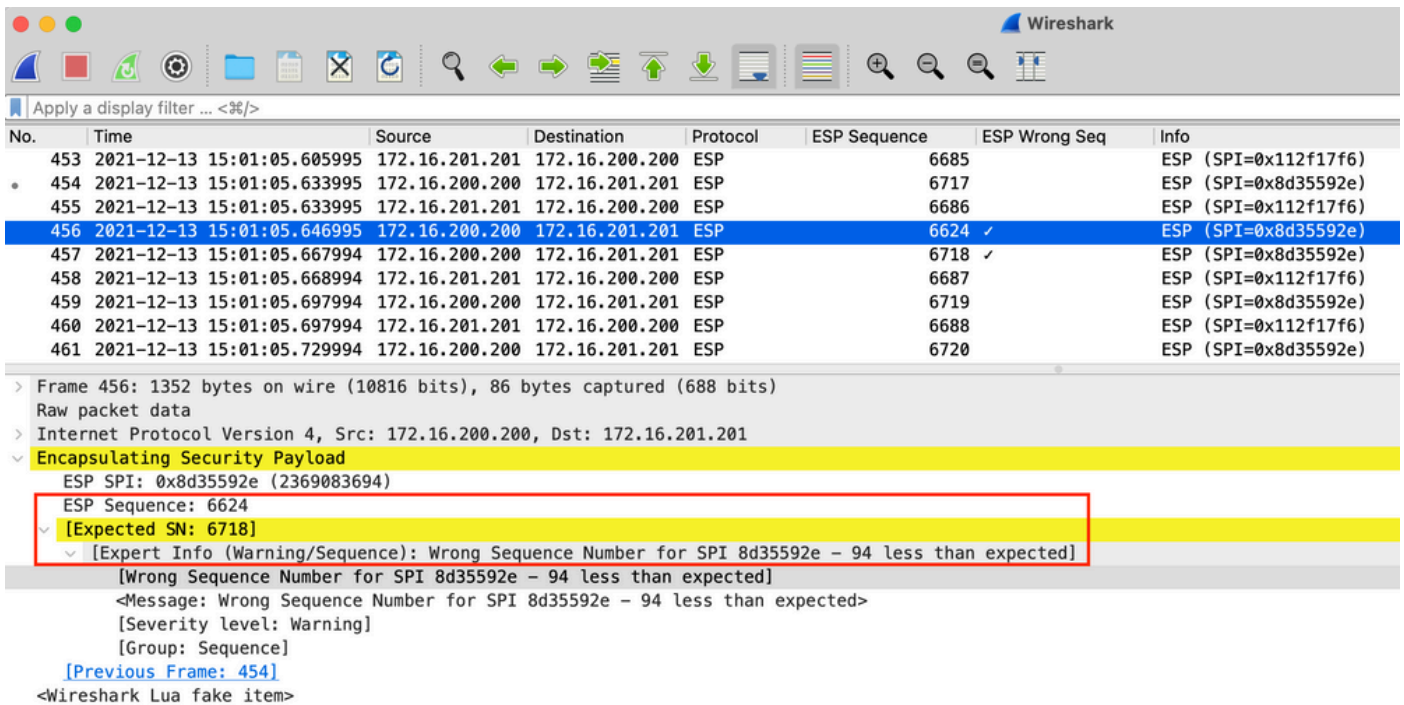 Wireshark
Apply a display filter ... <⌘/>
No. Time Source Destination Protocol ESP Sequence ESP Wrong Seq Info
453 2021-12-13 15:01:05.605995 172.16.201.201 172.16.200.200 ESP 6685 ESP (SPI=0x112f17f6)
454 2021-12-13 15:01:05.633995 172.16.200.200 172.16.201.201 ESP 6717 ESP (SPI=0x8d35592e)
455 2021-12-13 15:01:05.633995 172.16.201.201 172.16.200.200 ESP 6686 ESP (SPI=0x112f17f6)
456 2021-12-13 15:01:05.646995 172.16.200.200 172.16.201.201 ESP 6624 ✓ ESP (SPI=0x8d35592e)
457 2021-12-13 15:01:05.667994 172.16.200.200 172.16.201.201 ESP 6718 ✓ ESP (SPI=0x8d35592e)
458 2021-12-13 15:01:05.668994 172.16.201.201 172.16.200.200 ESP 6687 ESP (SPI=0x112f17f6)
459 2021-12-13 15:01:05.697994 172.16.200.200 172.16.201.201 ESP 6719 ESP (SPI=0x8d35592e)
460 2021-12-13 15:01:05.697994 172.16.201.201 172.16.200.200 ESP 6688 ESP (SPI=0x112f17f6)
461 2021-12-13 15:01:05.729994 172.16.200.200 172.16.201.201 ESP 6720 ESP (SPI=0x8d35592e)
Frame 456: 1352 bytes on wire (10816 bits), 86 bytes captured (688 bits)
Raw packet data
Internet Protocol Version 4, Src: 172.16.200.200, Dst: 172.16.201.201
Encapsulating Security Payload
ESP SPI: 0x8d35592e (2369083694)
ESP Sequence: 6624
[Expected SN: 6718]
[Expert Info (Warning/Sequence): Wrong Sequence Number for SPI 8d35592e - 94 less than expected]
[Wrong Sequence Number for SPI 8d35592e - 94 less than expected]
<Message: Wrong Sequence Number for SPI 8d35592e - 94 less than expected>
[Severity level: Warning]
[Group: Sequence]
[Previous Frame: 454]
<Wireshark Lua fake item>